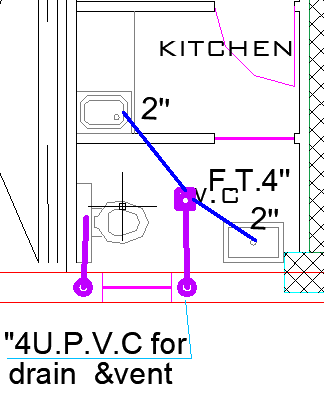 KITCHEN
2"
F.T.4"
v.C
2"
"4U.P.V.C for
drain &vent